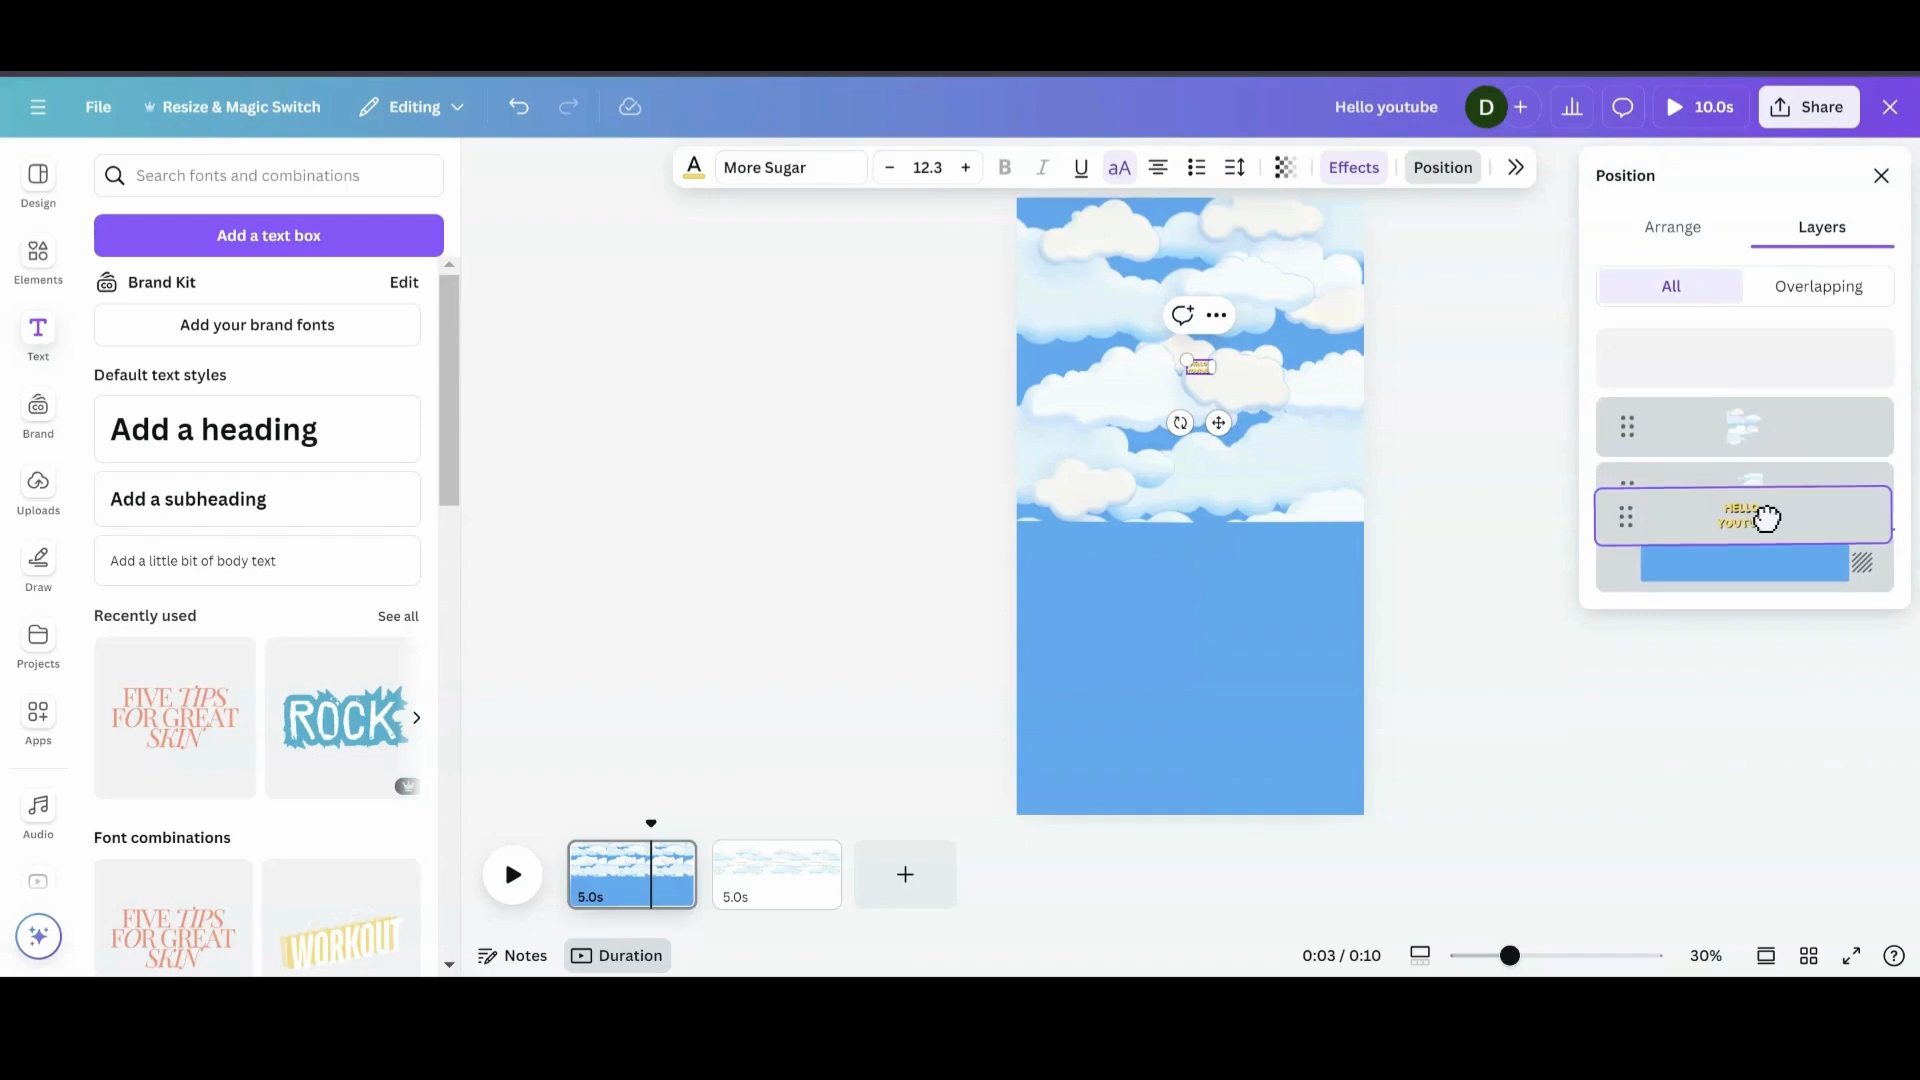 File
Resize & Magic Switch
Editing
Hello youtube
D
10.0s
Share
Design
Elements
Text
Brand
Uploads
Draw
Projects
Apps
Audio
Search fonts and combinations
Add a text box
Brand Kit
Edit
Add your brand fonts
Default text styles
Add a heading
Add a subheading
Add a little bit of body text
Recently used
See all
FIVE TIPS
FOR GREAT
SKIN
ROCK
Font combinations
FIVE TIPS
FOR GREAT
SKIN
WORKOUT
A
More Sugar
– 12.3 +
B
I
U
aA
Effects
Position
HELLO
Position
Arrange
Layers
All
Overlapping
HELLO
5.0s
5.0s
Notes
Duration
0:03 / 0:10
30%